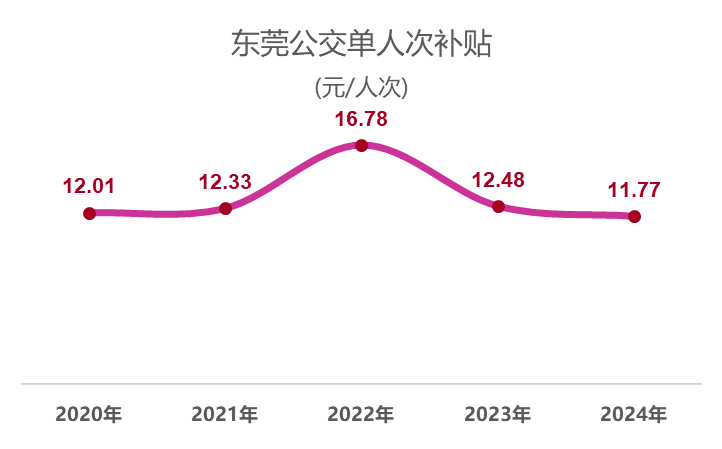 东莞公交单人次补贴
(元/人次)
16.78
12.01
12.33
12.48
11.77
2020年
2021年
2022年
2023年
2024年